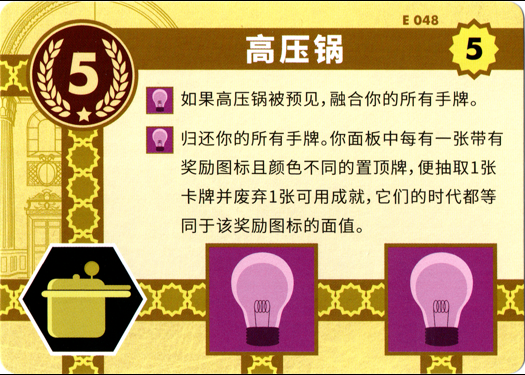 E 048
高压锅
5
5
如果高压锅被预见，融合你的所有手牌。
归还你的所有手牌。你面板中每有一张带有
奖励图标且颜色不同的置顶牌，便抽取1张
卡牌并废弃1张可用成就，它们的时代都等
同于该奖励图标的面值。